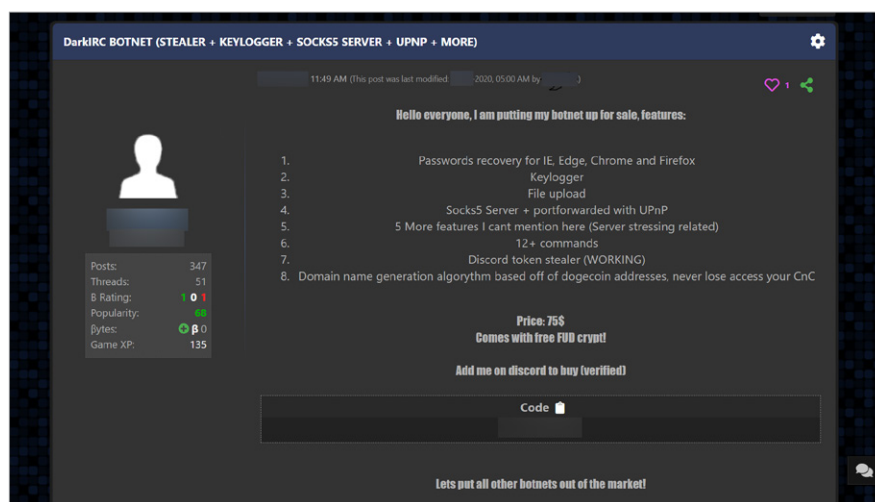 DarkIRC BOTNET (STEALER + KEYLOGGER + SOCKS5 SERVER + UPNP + MORE)
11:49 AM (This post was last modified: 2020, 05:00 AM by )
1
Hello everyone, I am putting my botnet up for sale, features:
1. Passwords recovery for IE, Edge, Chrome and Firefox
2. Keylogger
3. File upload
4. Socks5 Server + portforwarded with UPnP
5. 5 More features I cant mention here (Server stressing related)
6. 12+ commands
7. Discord token stealer (WORKING)
8. Domain name generation algorythm based off of dogecoin addresses, never lose access your CnC
Posts: 347
Threads: 51
B Rating: 1 0 1
Popularity: 68
βytes: β 0
Game XP: 135
Price: 75$
Comes with free FUD crypt!
Add me on discord to buy (verified)
Code
Lets put all other botnets out of the market!